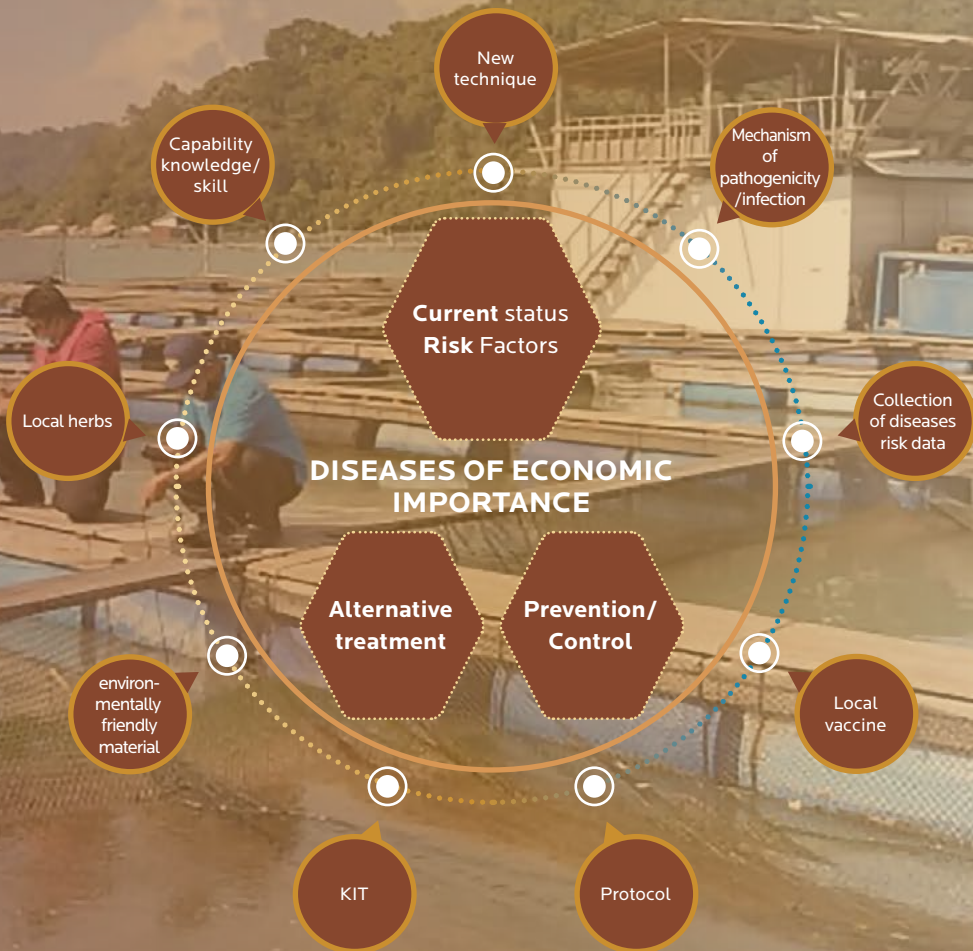 New
technique
Capability
knowledge/
skill
Mechanism
of
pathogenicity
/infection
Current status
Risk Factors
Local herbs
Collection
of diseases
risk data
DISEASES OF ECONOMIC
IMPORTANCE
Alternative
treatment
Prevention/
Control
environ-
mentally
friendly
material
Local
vaccine
KIT
Protocol